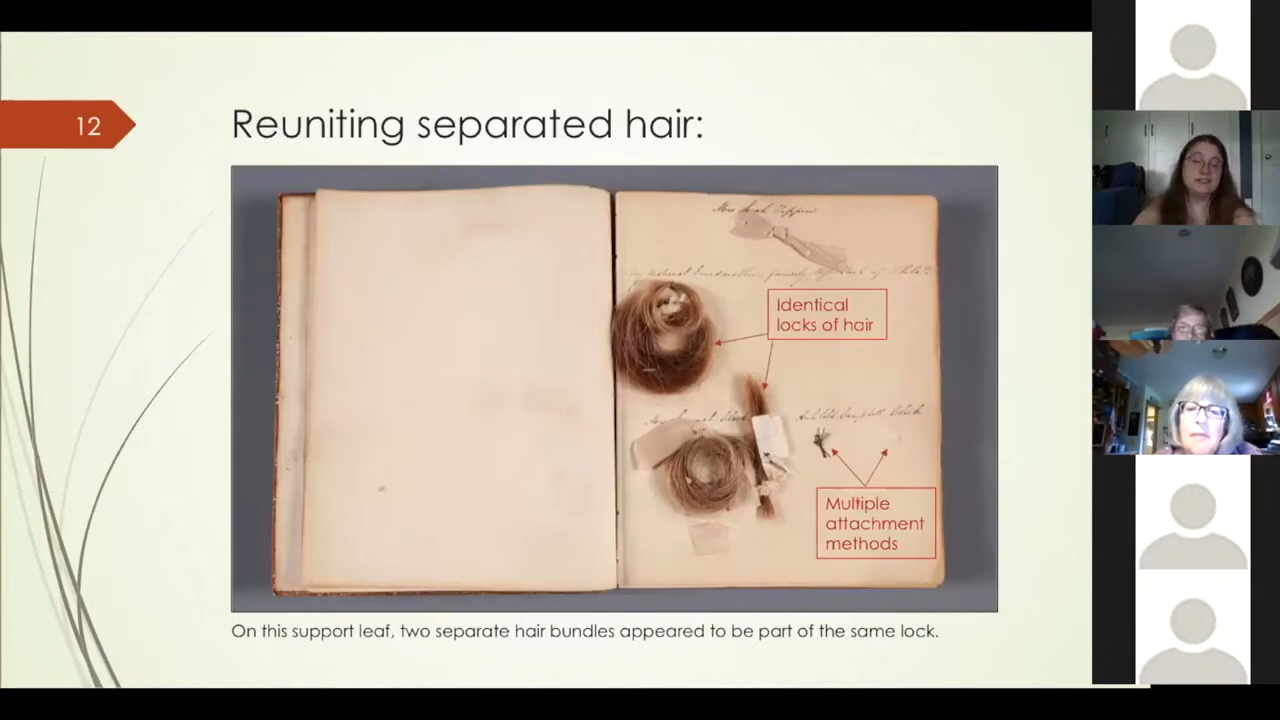 12
Reuniting separated hair:
Identical
locks of hair
Multiple
attachment
methods
On this support leaf, two separate hair bundles appeared to be part of the same lock.